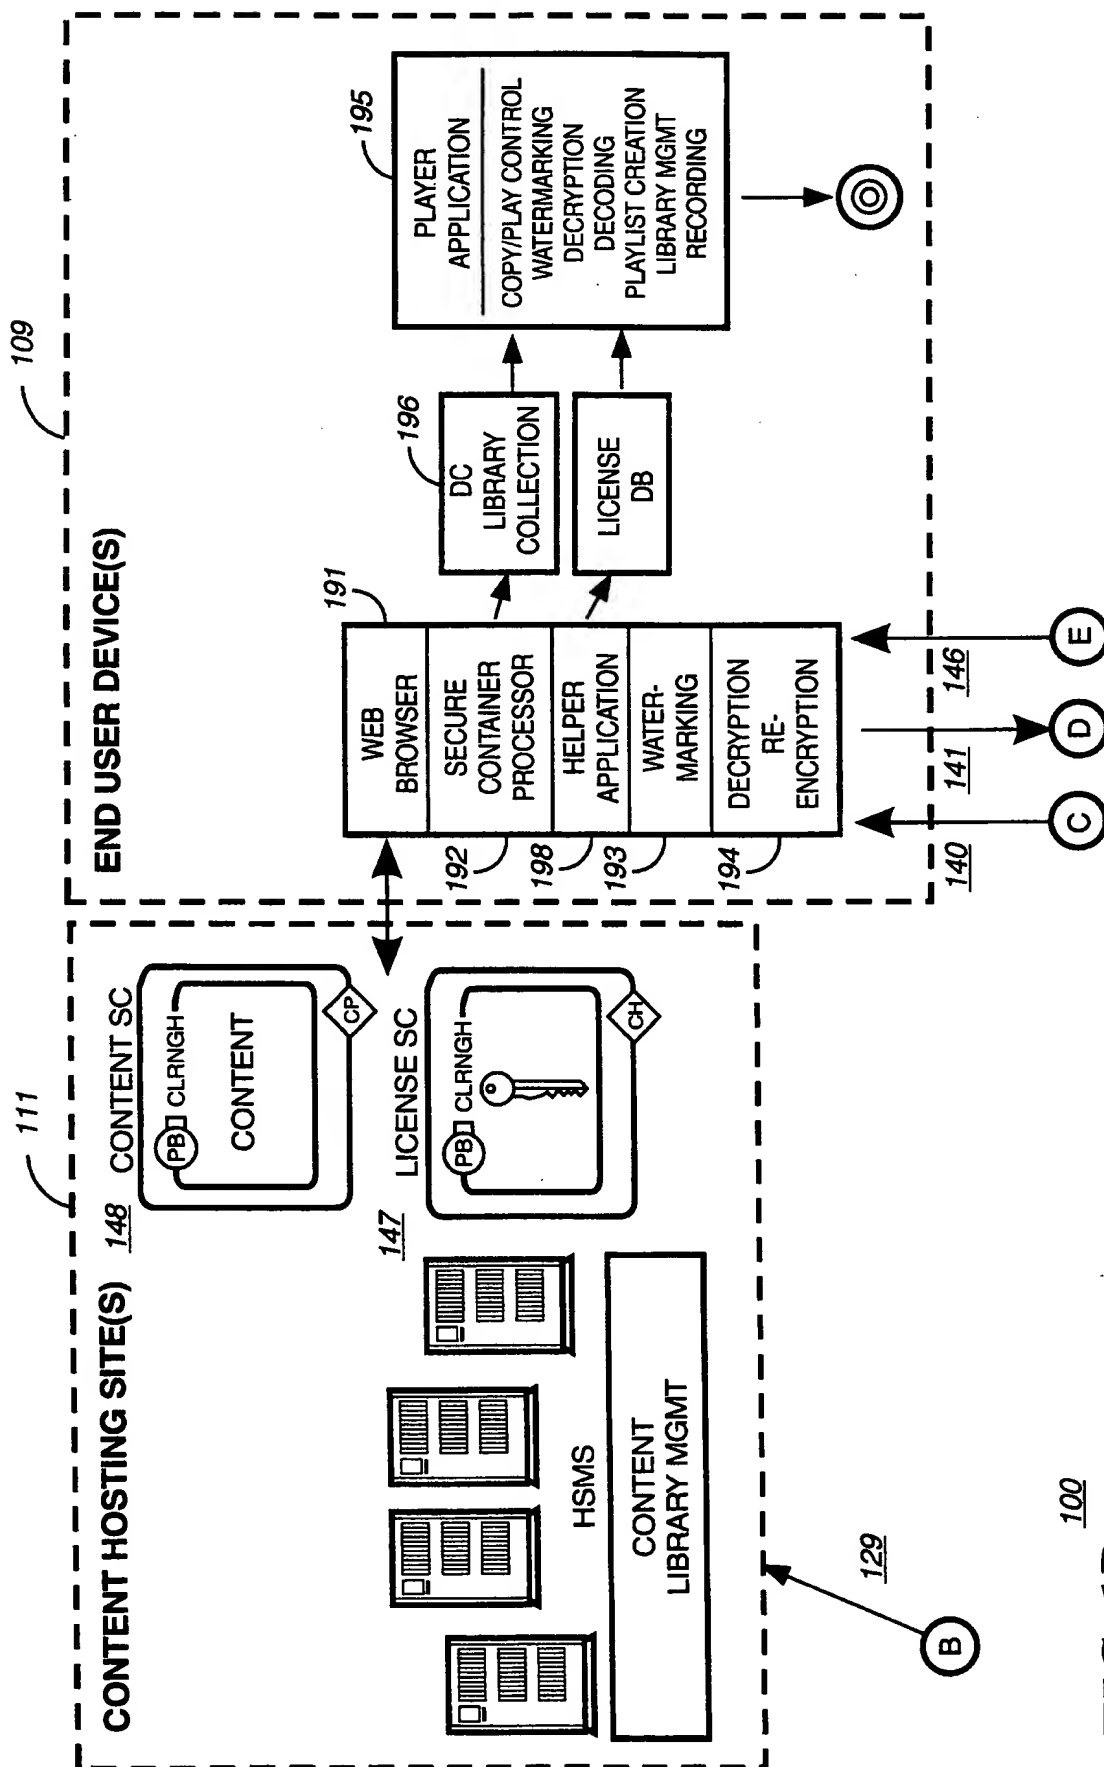 111
CONTENT HOSTING SITE(S)
148
CONTENT SC
PB
CLRNGH
CONTENT
CP
147
LICENSE SC
PB
CLRNGH
CH
HSMS
CONTENT
LIBRARY MGMT
129
B
100
109
END USER DEVICE(S)
191
WEB
BROWSER
192
SECURE
CONTAINER
PROCESSOR
198
HELPER
APPLICATION
193
WATER-
MARKING
194
DECRYPTION
RE-
ENCRYPTION
196
DC
LIBRARY
COLLECTION
LICENSE
DB
195
PLAYER
APPLICATION
COPY/PLAY CONTROL
WATERMARKING
DECRYPTION
DECODING
PLAYLIST CREATION
LIBRARY MGMT
RECORDING
140
141
146
C
D
E